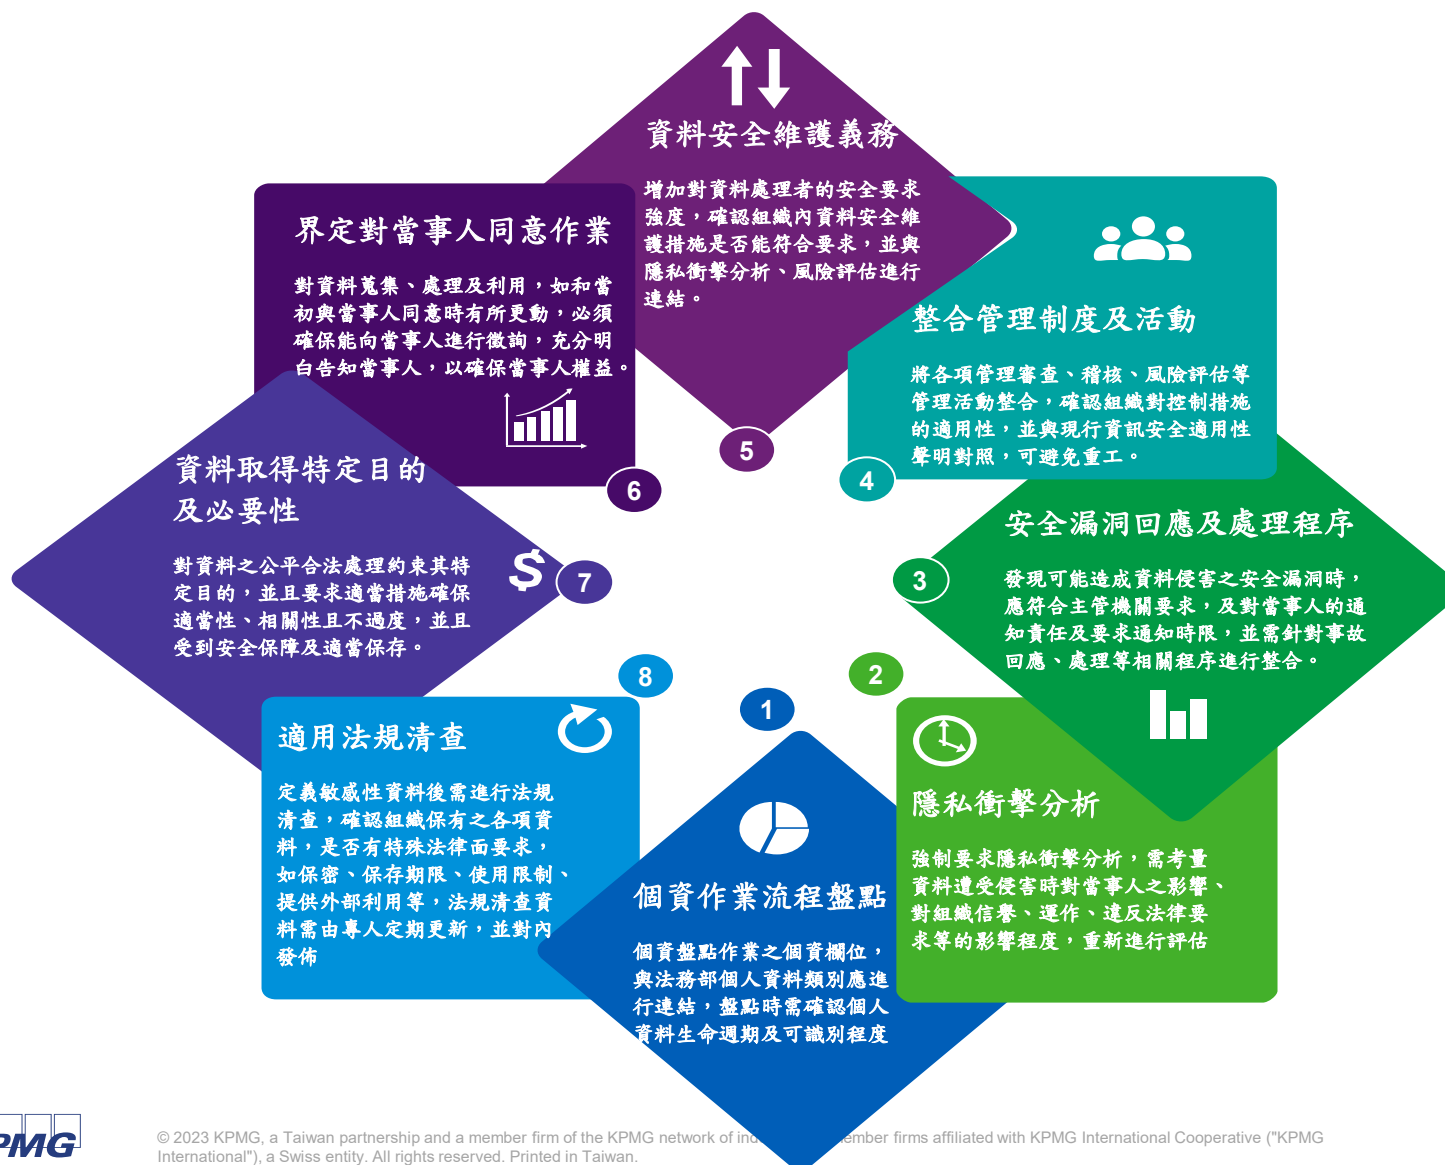 資料安全維護義務
增加對資料處理者的安全要求
強度，確認組織內資料安全維
護措施是否能符合要求，並與
隱私衝擊分析、風險評估進行
連結。
5
界定對當事人同意作業
對資料蒐集、處理及利用，如和當
初與當事人同意時有所更動，必須
確保能向當事人進行徵詢，充分明
白告知當事人，以確保當事人權益。
6
整合管理制度及活動
將各項管理審查、稽核、風險評估等
管理活動整合，確認組織對控制措施
的適用性，並與現行資訊安全適用性
聲明對照，可避免重工。
4
資料取得特定目的
及必要性
對資料之公平合法處理約束其特
定目的，並且要求適當措施確保
適當性、相關性且不過度，並且
受到安全保障及適當保存。
$
7
安全漏洞回應及處理程序
發現可能造成資料侵害之安全漏洞時，
應符合主管機關要求，及對當事人的通
知責任及要求通知時限，並需針對事故
回應、處理等相關程序進行整合。
3
適用法規清查
定義敏感性資料後需進行法規
清查，確認組織保有之各項資
料，是否有特殊法律面要求，
如保密、保存期限、使用限制、
提供外部利用等，法規清查資
料需由專人定期更新，並對內
發佈
8
個資作業流程盤點
個資盤點作業之個資欄位，
與法務部個人資料類別應進
行連結，盤點時需確認個人
資料生命週期及可識別程度
1
隱私衝擊分析
強制要求隱私衝擊分析，需考量
資料遭受侵害時對當事人之影響、
對組織信譽、運作、違反法律要
求等的影響程度，重新進行評估
2
KPMG
© 2023 KPMG, a Taiwan partnership and a member firm of the KPMG network of member firms affiliated with KPMG International Cooperative ("KPMG
International"), a Swiss entity. All rights reserved. Printed in Taiwan.